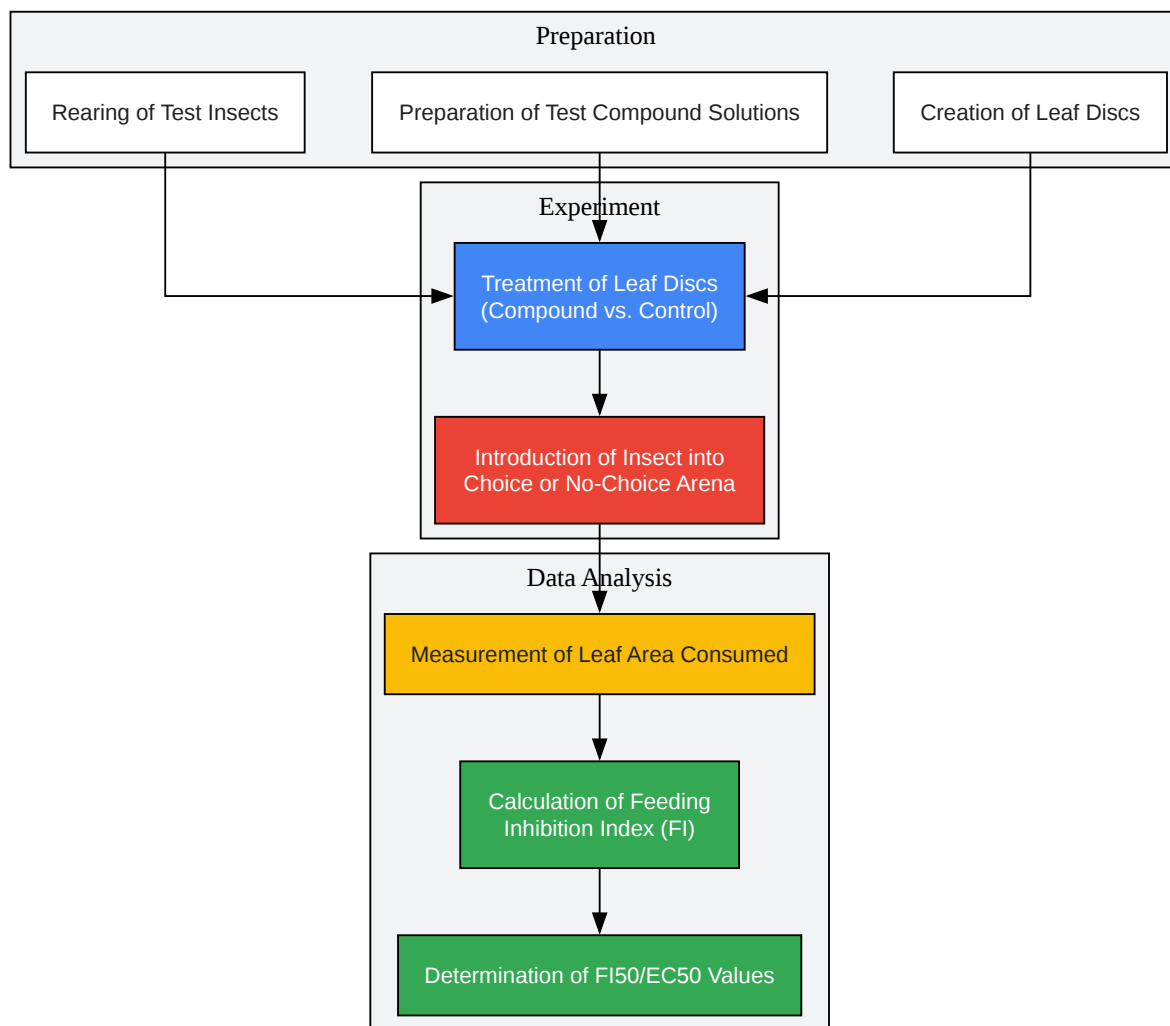 Preparation
Rearing of Test Insects
Preparation of Test Compound Solutions
Creation of Leaf Discs
Experiment
Treatment of Leaf Discs
(Compound vs. Control)
Introduction of Insect into
Choice or No-Choice Arena
Data Analysis
Measurement of Leaf Area Consumed
Calculation of Feeding
Inhibition Index (FI)
Determination of FI50/EC50 Values